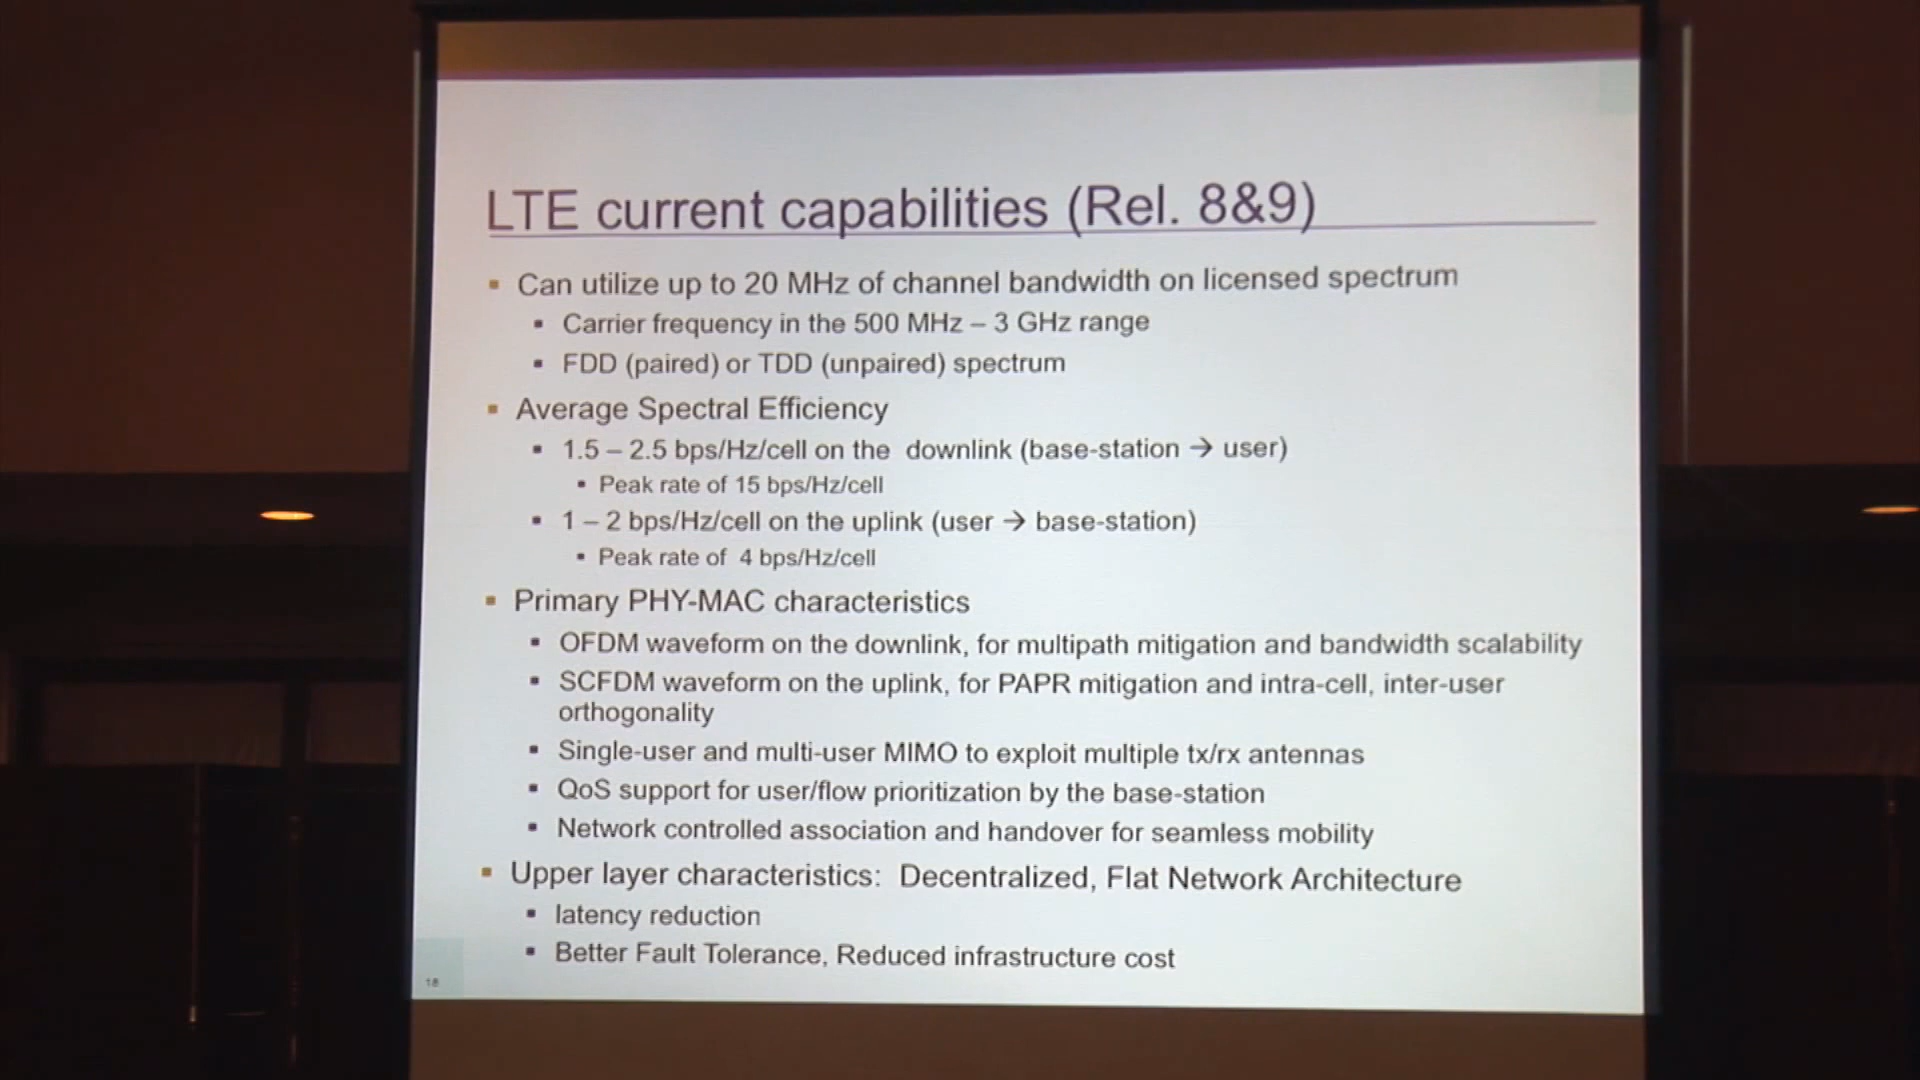 LTE current capabilities (Rel. 8&9)
▪ Can utilize up to 20 MHz of channel bandwidth on licensed spectrum
▪ Carrier frequency in the 500 MHz – 3 GHz range
▪ FDD (paired) or TDD (unpaired) spectrum
▪ Average Spectral Efficiency
▪ 1.5 – 2.5 bps/Hz/cell on the downlink (base-station → user)
▪ Peak rate of 15 bps/Hz/cell
▪ 1 – 2 bps/Hz/cell on the uplink (user → base-station)
▪ Peak rate of 4 bps/Hz/cell
▪ Primary PHY-MAC characteristics
▪ OFDM waveform on the downlink, for multipath mitigation and bandwidth scalability
▪ SCFDM waveform on the uplink, for PAPR mitigation and intra-cell, inter-user
orthogonality
▪ Single-user and multi-user MIMO to exploit multiple tx/rx antennas
▪ QoS support for user/flow prioritization by the base-station
▪ Network controlled association and handover for seamless mobility
▪ Upper layer characteristics: Decentralized, Flat Network Architecture
▪ latency reduction
▪ Better Fault Tolerance, Reduced infrastructure cost
18